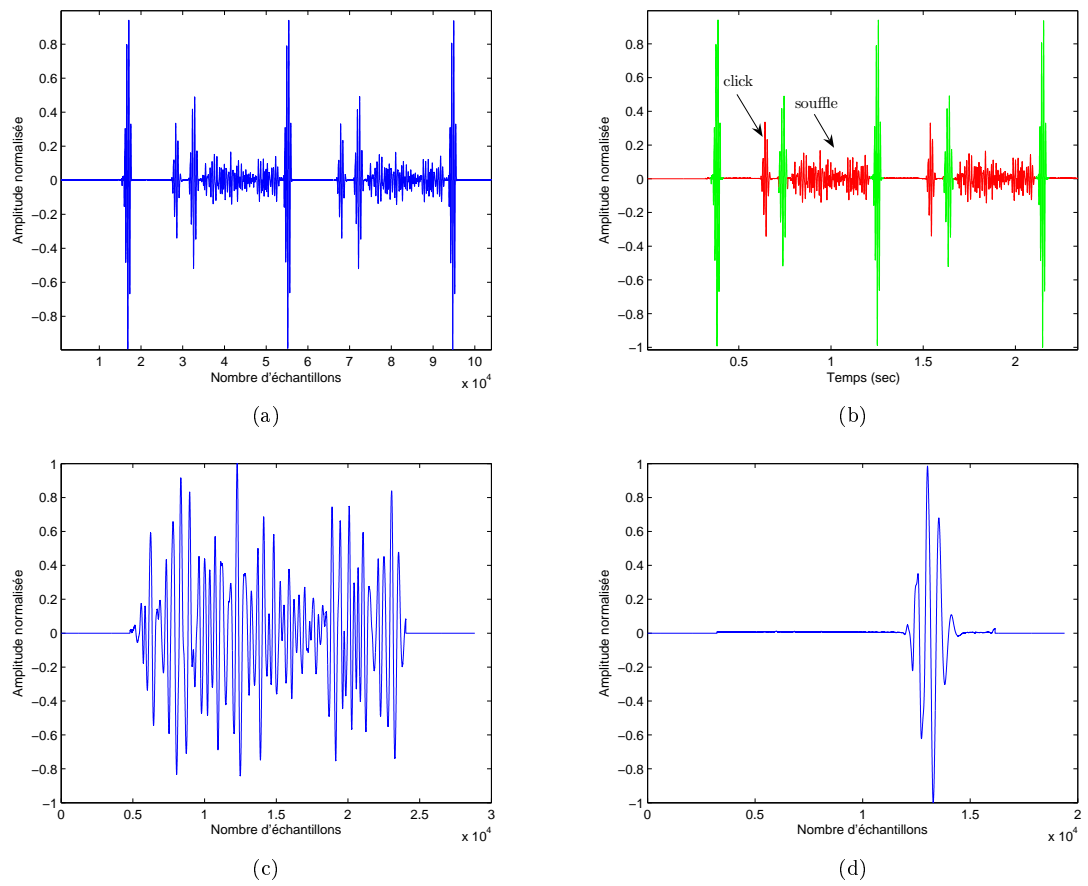 0.8
0.6
0.4
0.2
0
−0.2
−0.4
−0.6
−0.8
Amplitude normalisée
1 2 3 4 5 6 7 8 9 10
Nombre d'échantillons
x 10^4
(a)
0.8
0.6
0.4
0.2
0
−0.2
−0.4
−0.6
−0.8
−1
Amplitude normalisée
click
souffle
0.5 1 1.5 2
Temps (sec)
(b)
1
0.8
0.6
0.4
0.2
0
−0.2
−0.4
−0.6
−0.8
−1
Amplitude normalisée
0 0.5 1 1.5 2 2.5 3
Nombre d'échantillons
x 10^4
(c)
1
0.8
0.6
0.4
0.2
0
−0.2
−0.4
−0.6
−0.8
−1
Amplitude normalisée
0 0.5 1 1.5 2
Nombre d'échantillons
x 10^4
(d)